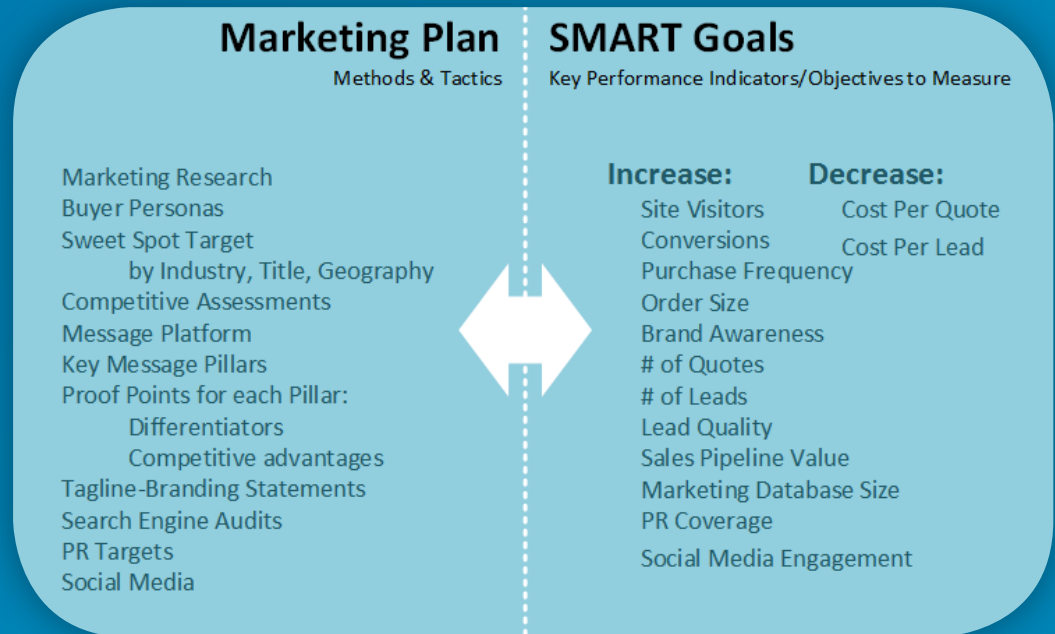 Marketing Plan
Methods & Tactics
Marketing Research
Buyer Personas
Sweet Spot Target
by Industry, Title, Geography
Competitive Assessments
Message Platform
Key Message Pillars
Proof Points for each Pillar:
Differentiators
Competitive advantages
Tagline-Branding Statements
Search Engine Audits
PR Targets
Social Media
SMART Goals
Key Performance Indicators/Objectives to Measure
Increase:
Site Visitors
Conversions
Purchase Frequency
Order Size
Brand Awareness
# of Quotes
# of Leads
Lead Quality
Sales Pipeline Value
Marketing Database Size
PR Coverage
Social Media Engagement
Decrease:
Cost Per Quote
Cost Per Lead